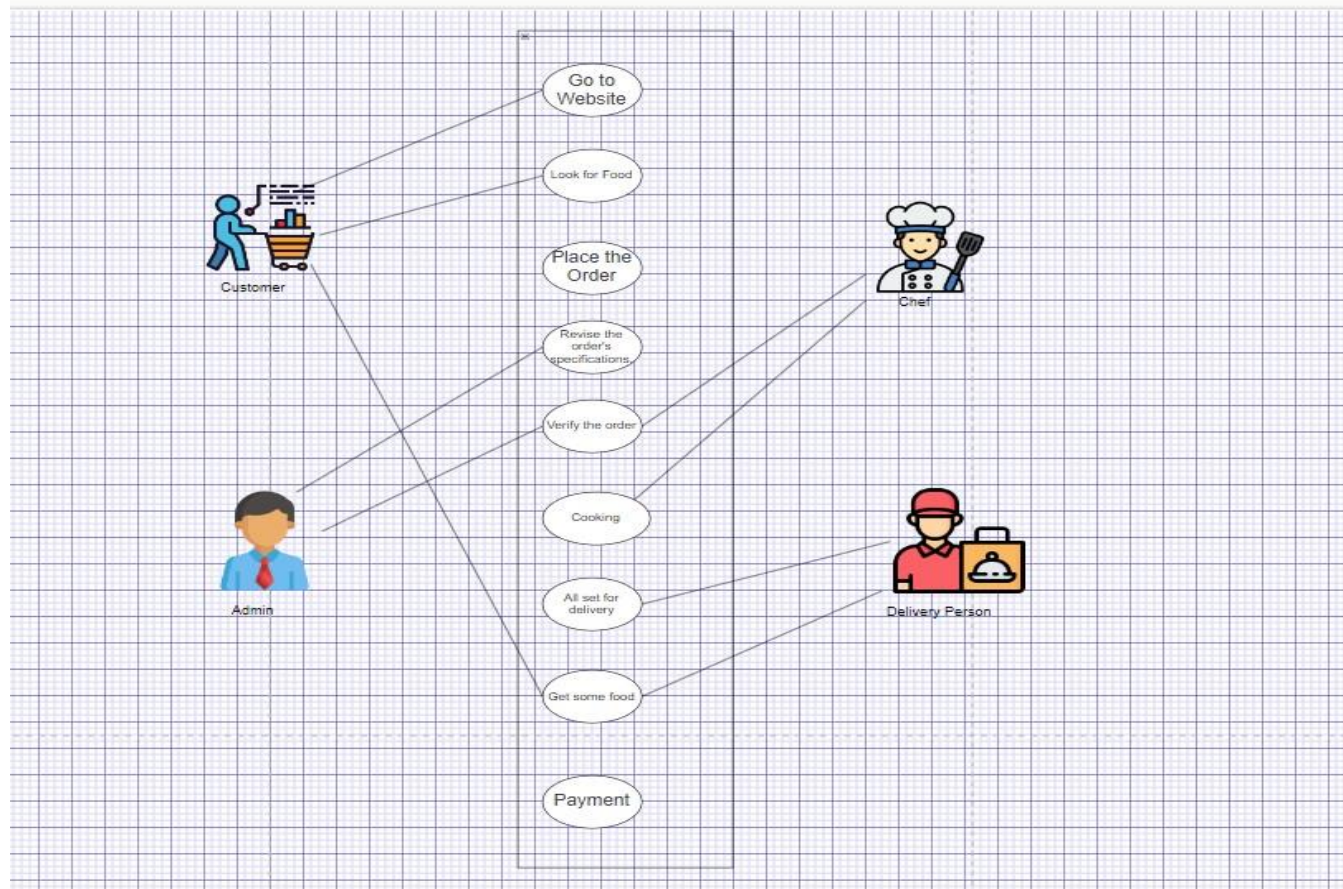 Go to
Website
Look for Food
Customer
Place the
Order
Chef
Revise the
order's
specifications.
Verify the order
Cooking
Admin
All set for
delivery
Delivery Person
Get some food
Payment